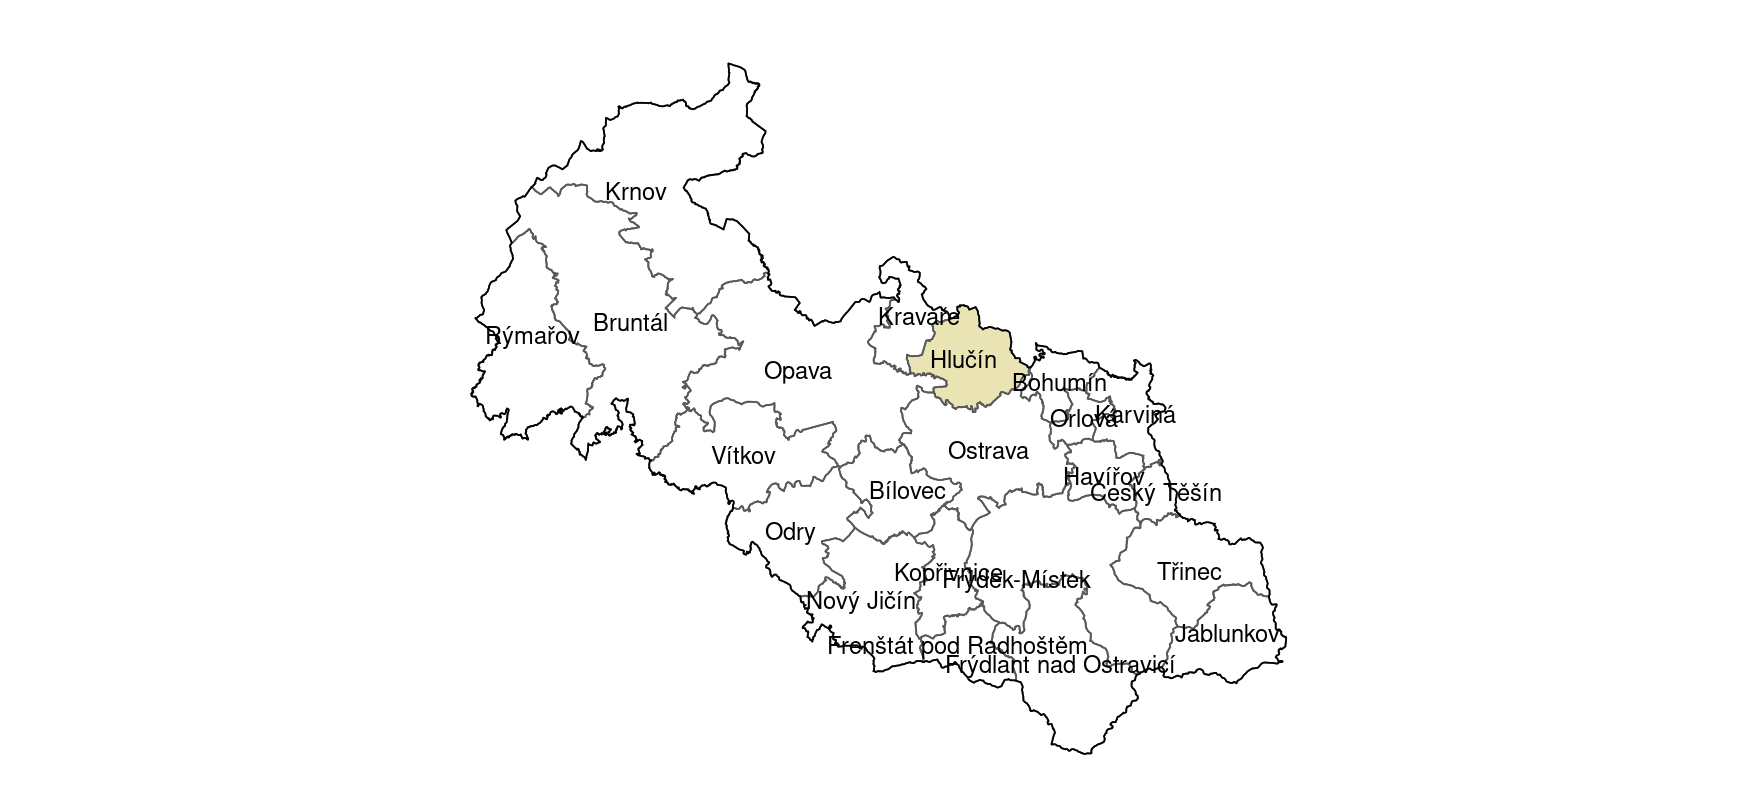 Krnov
Kravaře
Bruntál
Rýmařov
Hlučín
Opava
Bohumín
Karviná
Orlová
Ostrava
Vítkov
Havířov
Bílovec
Český Těšín
Odry
Třinec
Kopřivnice
Frýdek-Místek
Nový Jičín
Jablunkov
Frenštát pod Radhoštěm
Frýdlant nad Ostravicí